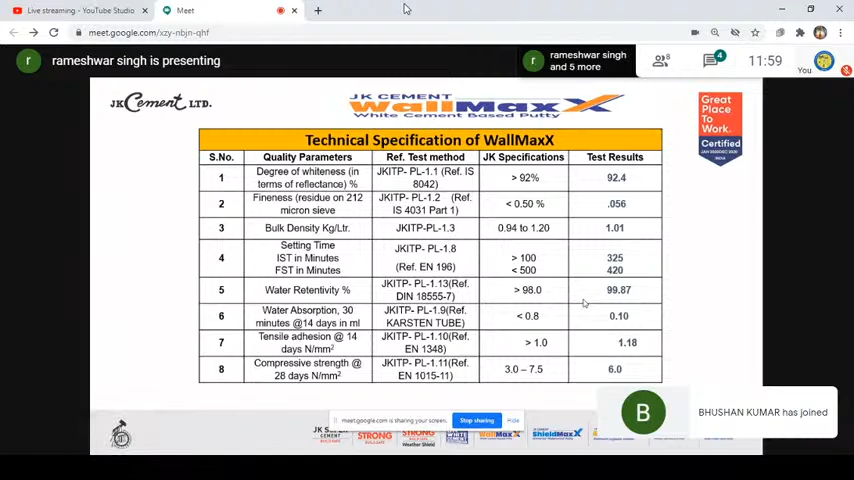 Live streaming - YouTube Studio
Meet
meet.google.com/xzy-nbjn-qhf
r
rameshwar singh is presenting
r
rameshwar singh
and 5 more
8
4
11:59
You
JKCement LTD.
JK CEMENT
WallMaxX
White Cement Based Putty
Great
Place
To
Work.
Certified
INDIA
Technical Specification of WallMaxX
S.No. Quality Parameters Ref. Test method JK Specifications Test Results
1 Degree of whiteness (in terms of reflectance) % JKITP- PL-1.1 (Ref. IS 8042) > 92% 92.4
2 Fineness (residue on 212 micron sieve JKITP- PL-1.2 (Ref. IS 4031 Part 1) < 0.50 % .056
3 Bulk Density Kg/Ltr. JKITP-PL-1.3 0.94 to 1.20 1.01
4 Setting Time JKITP- PL-1.8
IST in Minutes (Ref. EN 196) > 100 325
FST in Minutes < 500 420
5 Water Retentivity % JKITP- PL-1.13(Ref. DIN 18555-7) > 98.0 99.87
6 Water Absorption, 30 minutes @14 days in ml JKITP- PL-1.9(Ref. KARSTEN TUBE) < 0.8 0.10
7 Tensile adhesion @ 14 days N/mm² JKITP- PL-1.10(Ref. EN 1348) > 1.0 1.18
8 Compressive strength @ 28 days N/mm² JKITP- PL-1.11(Ref. EN 1015-11) 3.0 – 7.5 6.0
B
BHUSHAN KUMAR has joined
meet.google.com is sharing your screen.
Stop sharing
Hide
CEMENT
STRONG
STRONG
Weather Shield
WallMaxX
ShieldMaxX